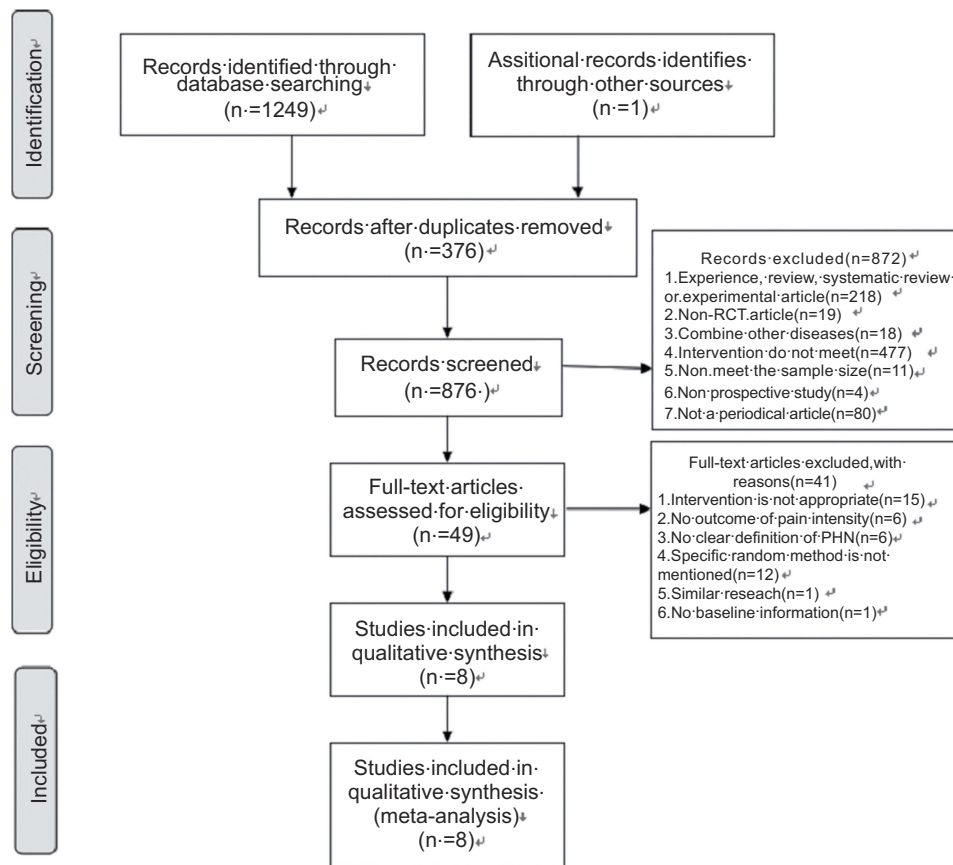 Identification↵
Records·identified·through·
database·searching↓
(n·=1249)↵
Assitional·records·identifies·
through·other·sources
↓
(n·=1)↵
Records·after·duplicates·removed↓
(n·=376)↵
Screening↵
Records·screened↓
(n·=876·)↵
Records·excluded(n=872)↵
1.Experience,·review,·systematic·review·
or.experimental·article(n=218)↵
2.Non-RCT.article(n=19)↵
3.Combine·other·diseases(n=18)↵
4.Intervention·do·not·meet(n=477)↵
5.Non.meet·the·sample·size(n=11)↵
6.Non·prospective·study(n=4)↵
7.Not·a·periodical·article(n=80)↵
Eligibility↵
Full-text·articles·
assessed·for·eligibility↓
(n·=49)↵
Full-text·articles·excluded,with·
reasons(n=41)↵
1.Intervention·is·not·appropriate(n=15)↵
2.No·outcome·of·pain·intensity(n=6)↵
3.No·clear·definition·of·PHN(n=6)↵
4.Specific·random·method·is·not·
mentioned(n=12)↵
5.Similar·reseach(n=1)↵
6.No·baseline·information(n=1)↵
Studies·included·in·
qualitative·synthesis↓
(n·=8)↵
Included↵
Studies·included·in·
qualitative·synthesis·
(meta-analysis)↓
(n·=8)↵